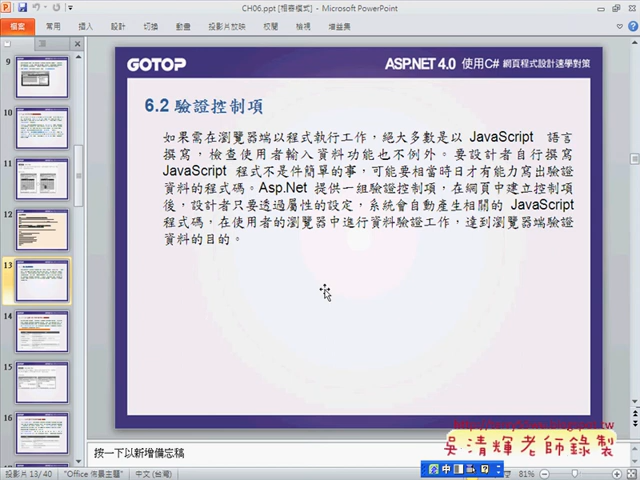 CH06.ppt [相容模式] - Microsoft PowerPoint
檔案 常用 插入 設計 切換 動畫 投影片放映 校閱 檢視 增益集
9
10
11
12
13
14
15
16
GOTOP
ASP.NET 4.0 使用C# 網頁程式設計速學對策
6.2 驗證控制項
如果需在瀏覽器端以程式執行工作，絕大多數是以 JavaScript 語言
撰寫，檢查使用者輸入資料功能也不例外。要設計者自行撰寫
JavaScript 程式不是件簡單的事，可能要相當時日才有能力寫出驗證
資料的程式碼。Asp.Net 提供一組驗證控制項，在網頁中建立控制項
後，設計者只要透過屬性的設定，系統會自動產生相關的 JavaScript
程式碼，在使用者的瀏覽器中進行資料驗證工作，達到瀏覽器端驗證
資料的目的。
吳清輝老師錄製
按一下以新增備忘稿
投影片 13/40 "Office 佈景主題" 中文 (台灣) 中 81%